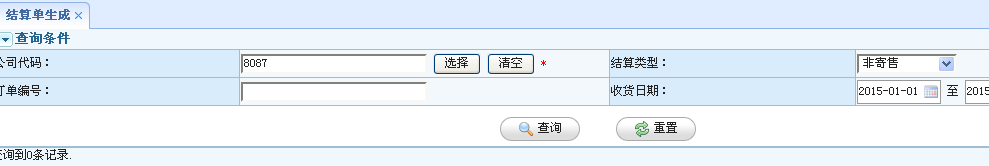 结算单生成
查询条件
公司代码： 8087 选择 清空 * 结算类型： 非寄售
订单编号： 收货日期： 2015-01-01 至 2015
查询 重置
查询到0条记录.